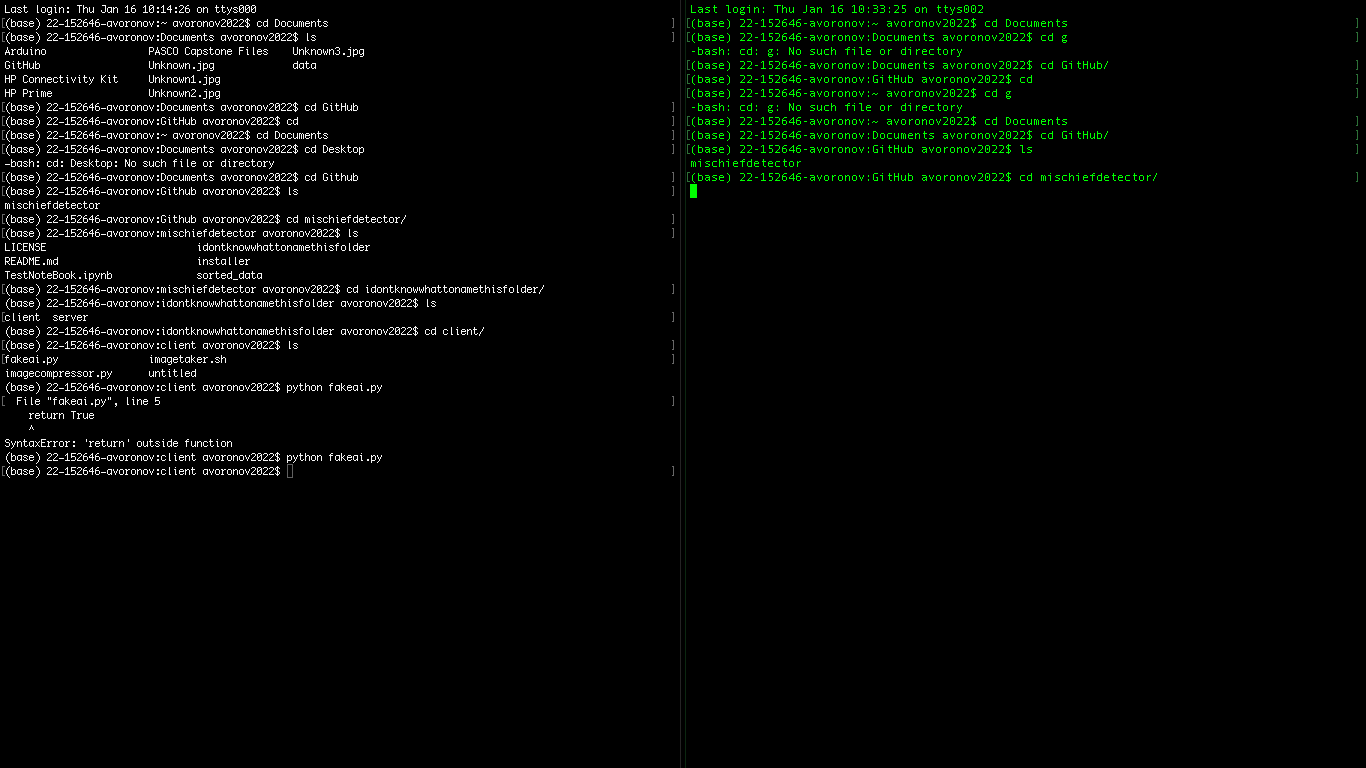 Last login: Thu Jan 16 10:14:26 on ttys000
[(base) 22-152646-avoronov:~ avoronov2022$ cd Documents ]
[(base) 22-152646-avoronov:Documents avoronov2022$ ls ]
Arduino PASCO Capstone Files Unknown3.jpg
GitHub Unknown.jpg data
HP Connectivity Kit Unknown1.jpg
HP Prime Unknown2.jpg
[(base) 22-152646-avoronov:Documents avoronov2022$ cd GitHub ]
[(base) 22-152646-avoronov:GitHub avoronov2022$ cd ]
[(base) 22-152646-avoronov:~ avoronov2022$ cd Documents ]
[(base) 22-152646-avoronov:Documents avoronov2022$ cd Desktop ]
-bash: cd: Desktop: No such file or directory
[(base) 22-152646-avoronov:Documents avoronov2022$ cd Github ]
[(base) 22-152646-avoronov:Github avoronov2022$ ls ]
mischiefdetector
[(base) 22-152646-avoronov:Github avoronov2022$ cd mischiefdetector/ ]
[(base) 22-152646-avoronov:mischiefdetector avoronov2022$ ls ]
LICENSE idontknowwhattonamethisfolder
README.md installer
TestNoteBook.ipynb sorted_data
[(base) 22-152646-avoronov:mischiefdetector avoronov2022$ cd idontknowwhattonamethisfolder/ ]
(base) 22-152646-avoronov:idontknowwhattonamethisfolder avoronov2022$ ls
[client server ]
(base) 22-152646-avoronov:idontknowwhattonamethisfolder avoronov2022$ cd client/
(base) 22-152646-avoronov:client avoronov2022$ ls
[fakeai.py imagetaker.sh ]
imagecompressor.py untitled
(base) 22-152646-avoronov:client avoronov2022$ python fakeai.py
[ File "fakeai.py", line 5 ]
return True
^
SyntaxError: 'return' outside function
(base) 22-152646-avoronov:client avoronov2022$ python fakeai.py
[(base) 22-152646-avoronov:client avoronov2022$ ]
Last login: Thu Jan 16 10:33:25 on ttys002
[(base) 22-152646-avoronov:~ avoronov2022$ cd Documents ]
[(base) 22-152646-avoronov:Documents avoronov2022$ cd g ]
-bash: cd: g: No such file or directory
[(base) 22-152646-avoronov:Documents avoronov2022$ cd GitHub/ ]
[(base) 22-152646-avoronov:GitHub avoronov2022$ cd ]
[(base) 22-152646-avoronov:~ avoronov2022$ cd g ]
-bash: cd: g: No such file or directory
[(base) 22-152646-avoronov:~ avoronov2022$ cd Documents ]
[(base) 22-152646-avoronov:Documents avoronov2022$ cd GitHub/ ]
[(base) 22-152646-avoronov:GitHub avoronov2022$ ls ]
mischiefdetector
[(base) 22-152646-avoronov:GitHub avoronov2022$ cd mischiefdetector/ ]